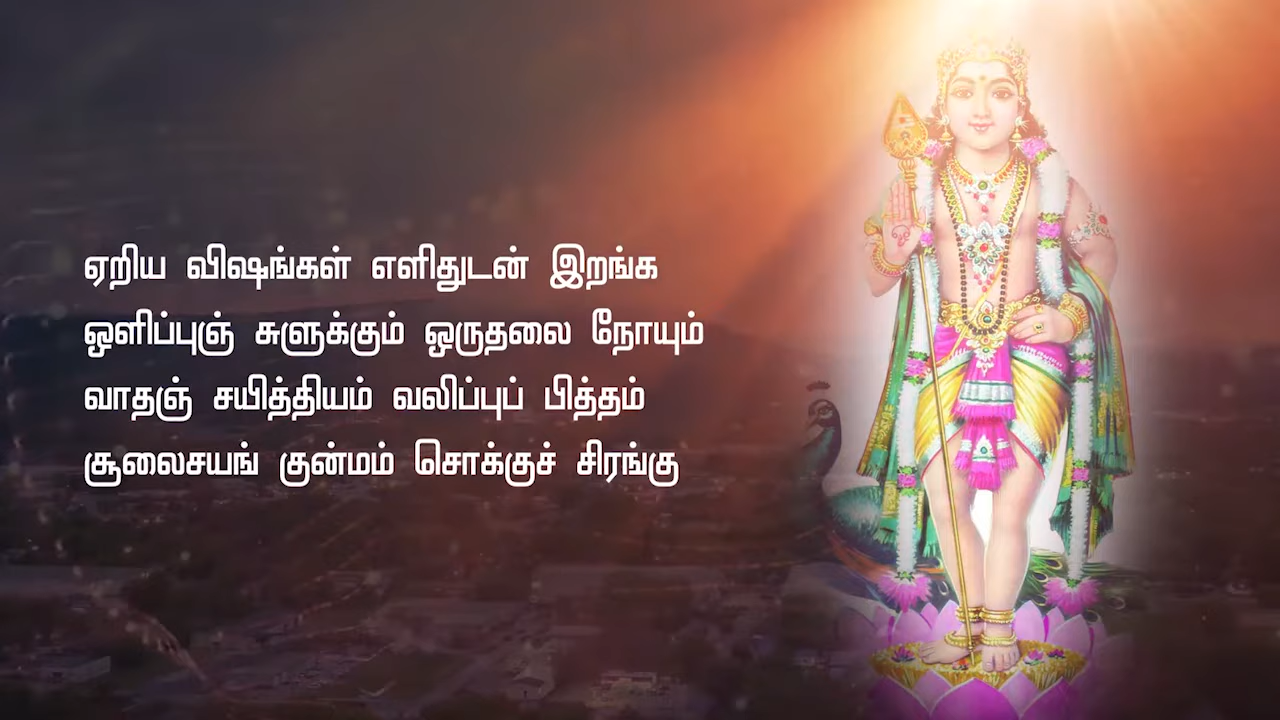 ஏறிய விஷங்கள் எளிதுடன் இறங்க
ஒளிப்புஞ் சுளுக்கும் ஒருதலை நோயும்
வாதஞ் சயித்தியம் வலிப்புப் பித்தம்
சூலைசயங் குன்மம் சொக்குச் சிரங்கு